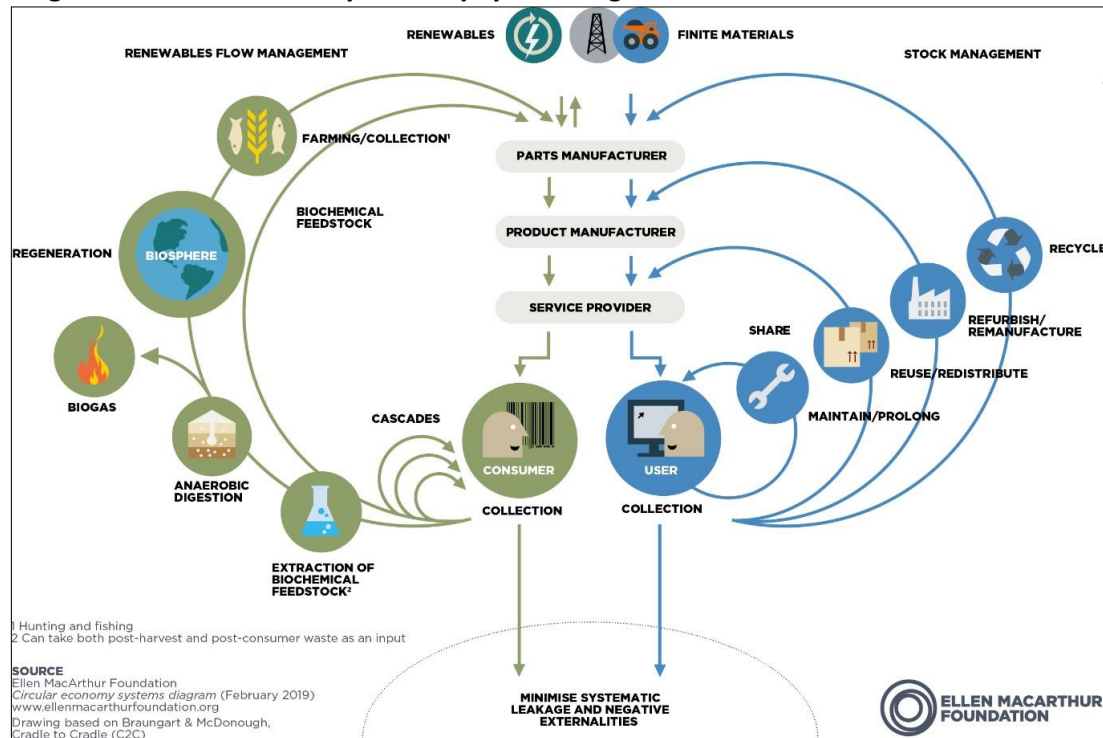 RENEWABLES
FINITE MATERIALS
RENEWABLES FLOW MANAGEMENT
STOCK MANAGEMENT
FARMING/COLLECTION¹
PARTS MANUFACTURER
BIOCHEMICAL
FEEDSTOCK
PRODUCT MANUFACTURER
REGENERATION
BIOSPHERE
RECYCLE
SERVICE PROVIDER
SHARE
REFURBISH/
REMANUFACTURE
REUSE/REDISTRIBUTE
BIOGAS
CASCADES
MAINTAIN/PROLONG
CONSUMER
USER
ANAEROBIC
DIGESTION
COLLECTION
COLLECTION
EXTRACTION OF
BIOCHEMICAL
FEEDSTOCK²
1 Hunting and fishing
2 Can take both post-harvest and post-consumer waste as an input
SOURCE
Ellen MacArthur Foundation
Circular economy systems diagram (February 2019)
www.ellenmacarthurfoundation.org
Drawing based on Braungart & McDonough,
Cradle to Cradle (C2C)
MINIMISE SYSTEMATIC
LEAKAGE AND NEGATIVE
EXTERNALITIES
ELLEN MACARTHUR
FOUNDATION